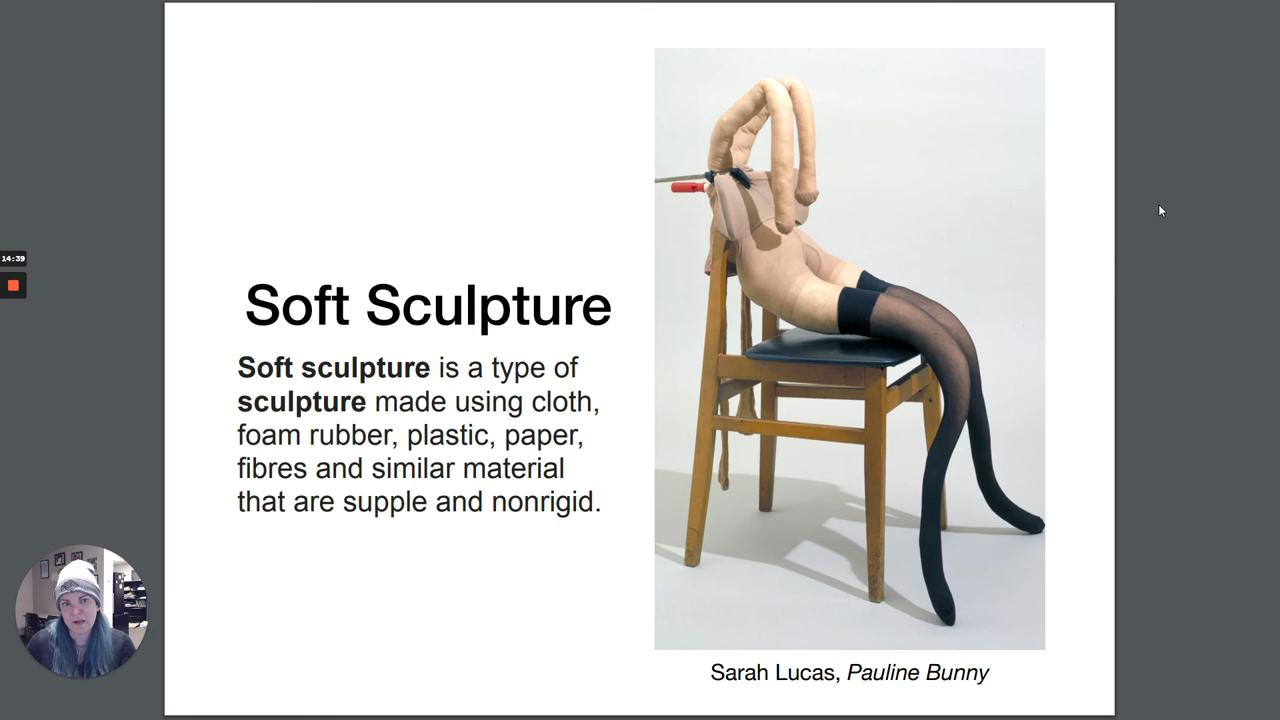 14:39
Soft Sculpture
Soft sculpture is a type of
sculpture made using cloth,
foam rubber, plastic, paper,
fibres and similar material
that are supple and nonrigid.
Sarah Lucas, Pauline Bunny